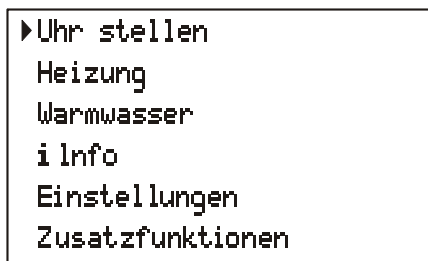 Uhr stellen
Heizung
Warmwasser
i Info
Einstellungen
Zusatzfunktionen